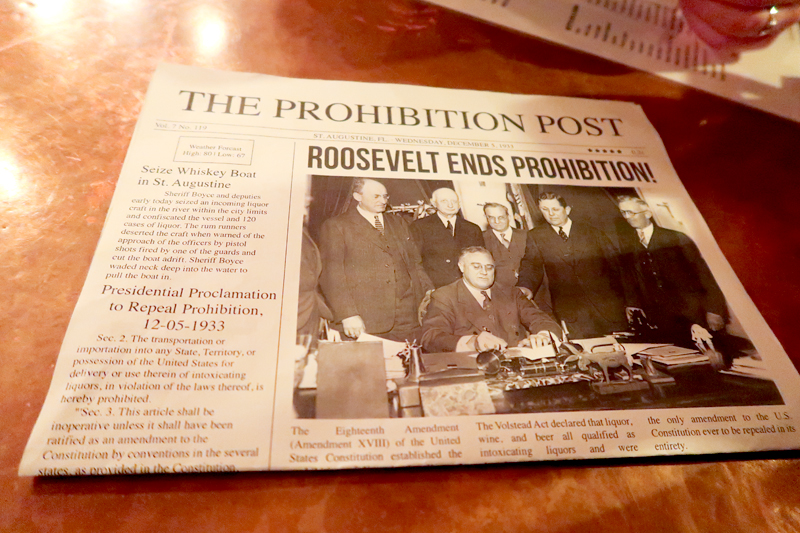 THE PROHIBITION POST
Vol. 7 No. 119
ST. AUGUSTINE, FL
WEDNESDAY, DECEMBER 5, 1933
Weather Forecast
High: 80 / Low: 67
Seize Whiskey Boat
in St. Augustine
Sheriff Boyce and deputies
early today seized an incoming liquor
craft in the river within the city limits
and confiscated the vessel and 120
cases of liquor. The rum runners
deserted the craft when warned of the
approach of the officers by pistol
shots fired by one of the guards and
cut the boat adrift. Sheriff Boyce
waded neck deep into the water to
pull the boat in.
Presidential Proclamation
to Repeal Prohibition,
12-05-1933
Sec. 2. The transportation or
importation into any State, Territory, or
possession of the United States for
delivery or use therein of intoxicating
liquors, in violation of the laws thereof, is
hereby prohibited.
"Sec. 3. This article shall be
inoperative unless it shall have been
ratified as an amendment to the
Constitution by conventions in the several
states, as provided in the Constitution
ROOSEVELT ENDS PROHIBITION!
The Eighteenth Amendment
(Amendment XVIII) of the United
States Constitution established the
The Volstead Act declared that liquor,
wine, and beer all qualified as
intoxicating liquors and were
the only amendment to the U.S.
Constitution ever to be repealed in its
entirety.